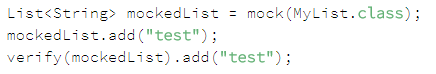 List<String> mockedList = mock(MyList.class);
mockedList.add("test");
verify(mockedList).add("test");